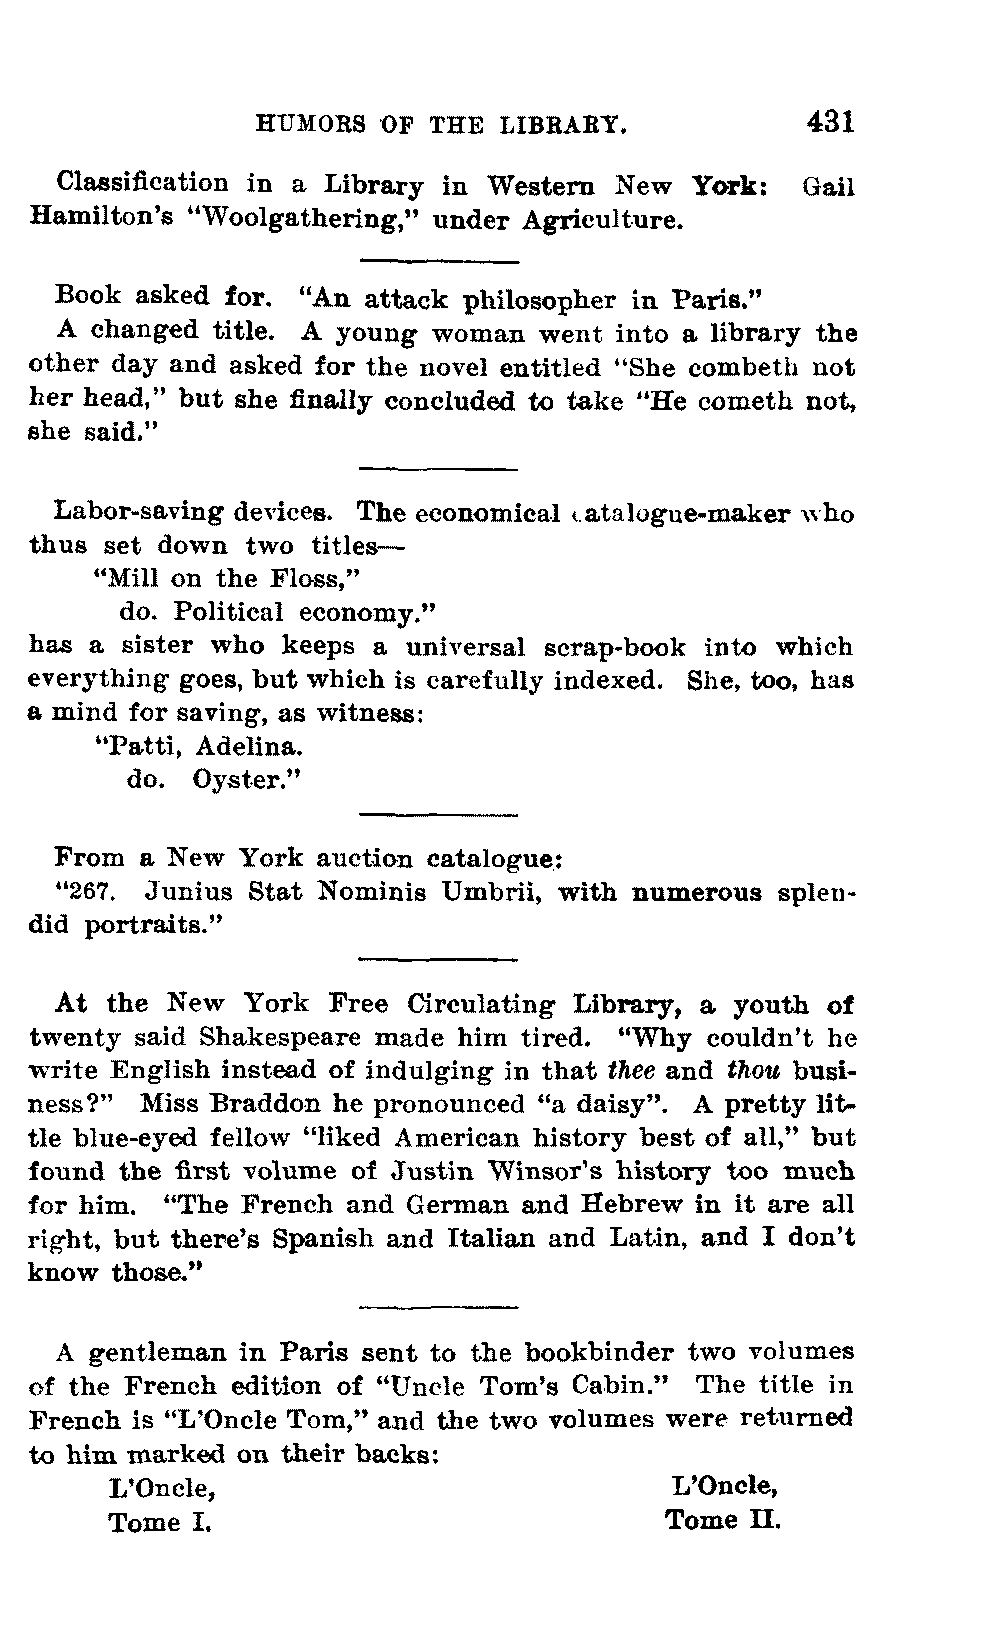 HUMORS OF THE LIBRARY. 431
Classification in a Library in Western New York: Gail
Hamilton's "Woolgathering," under Agriculture.
Book asked for. "An attack philosopher in Paris."
A changed title. A young woman went into a library the
other day and asked for the novel entitled "She combeth not
her head," but she finally concluded to take "He cometh not,
she said."
Labor-saving devices. The economical catalogue-maker who
thus set down two titles—
"Mill on the Floss,"
do. Political economy."
has a sister who keeps a universal scrap-book into which
everything goes, but which is carefully indexed. She, too, has
a mind for saving, as witness:
"Patti, Adelina.
do. Oyster."
From a New York auction catalogue:
"267. Junius Stat Nominis Umbrii, with numerous splen-
did portraits."
At the New York Free Circulating Library, a youth of
twenty said Shakespeare made him tired. "Why couldn't he
write English instead of indulging in that thee and thou busi-
ness?" Miss Braddon he pronounced "a daisy". A pretty lit-
tle blue-eyed fellow "liked American history best of all," but
found the first volume of Justin Winsor's history too much
for him. "The French and German and Hebrew in it are all
right, but there's Spanish and Italian and Latin, and I don't
know those."
A gentleman in Paris sent to the bookbinder two volumes
of the French edition of "Uncle Tom's Cabin." The title in
French is "L'Oncle Tom," and the two volumes were returned
to him marked on their backs:
L'Oncle, L'Oncle,
Tome I. Tome II.